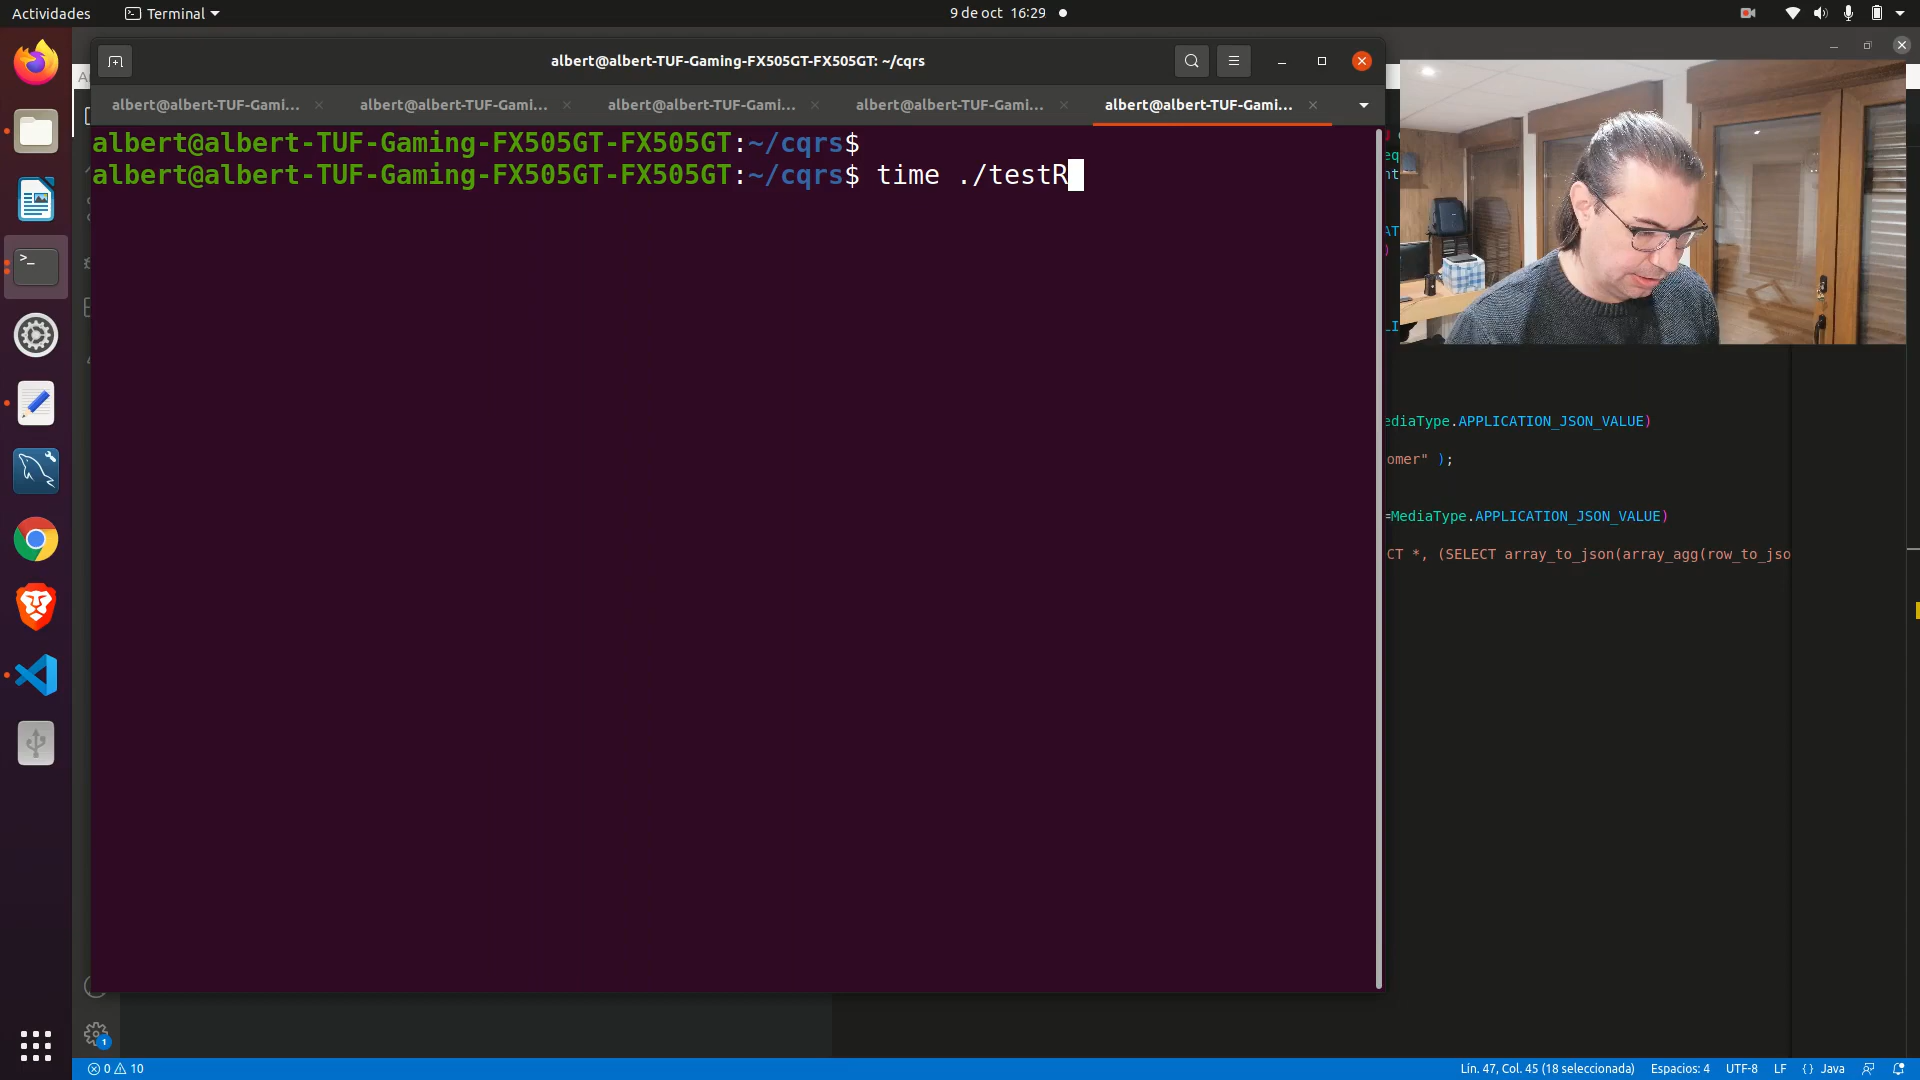 Actividades
Terminal
9 de oct 16:29
albert@albert-TUF-Gaming-FX505GT-FX505GT: ~/cqrs
albert@albert-TUF-Gami...
albert@albert-TUF-Gami...
albert@albert-TUF-Gami...
albert@albert-TUF-Gami...
albert@albert-TUF-Gami...
albert@albert-TUF-Gaming-FX505GT-FX505GT:~/cqrs$
albert@albert-TUF-Gaming-FX505GT-FX505GT:~/cqrs$ time ./testR
ediaType.APPLICATION_JSON_VALUE)
omer" );
=MediaType.APPLICATION_JSON_VALUE)
CT *, (SELECT array_to_json(array_agg(row_to_jso
1
0 10
Lín. 47, Col. 45 (18 seleccionada) Espacios: 4 UTF-8 LF {} Java